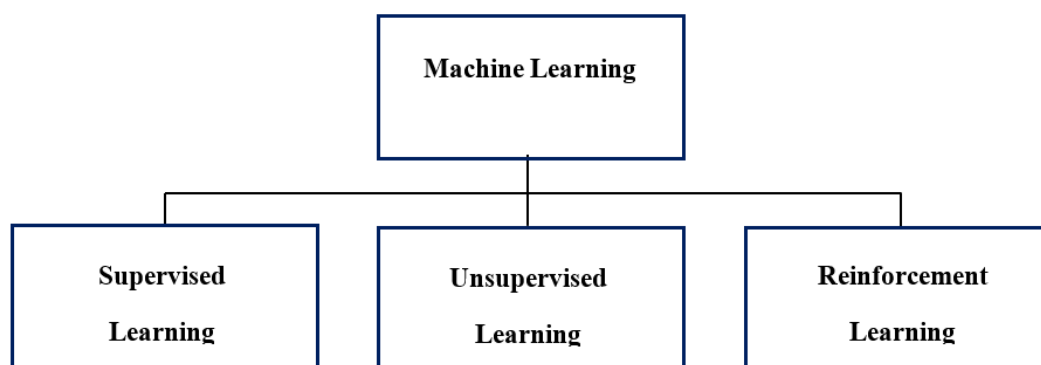 Machine Learning
Supervised
Learning
Unsupervised
Learning
Reinforcement
Learning